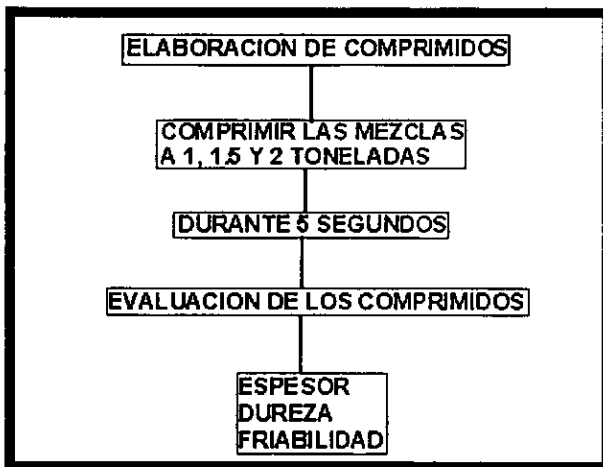 ELABORACION DE COMPRIMIDOS
COMPRIMIR LAS MEZCLAS
A 1, 1.5 Y 2 TONELADAS
DURANTE 5 SEGUNDOS
EVALUACION DE LOS COMPRIMIDOS
ESPESOR
DUREZA
FRIABILIDAD